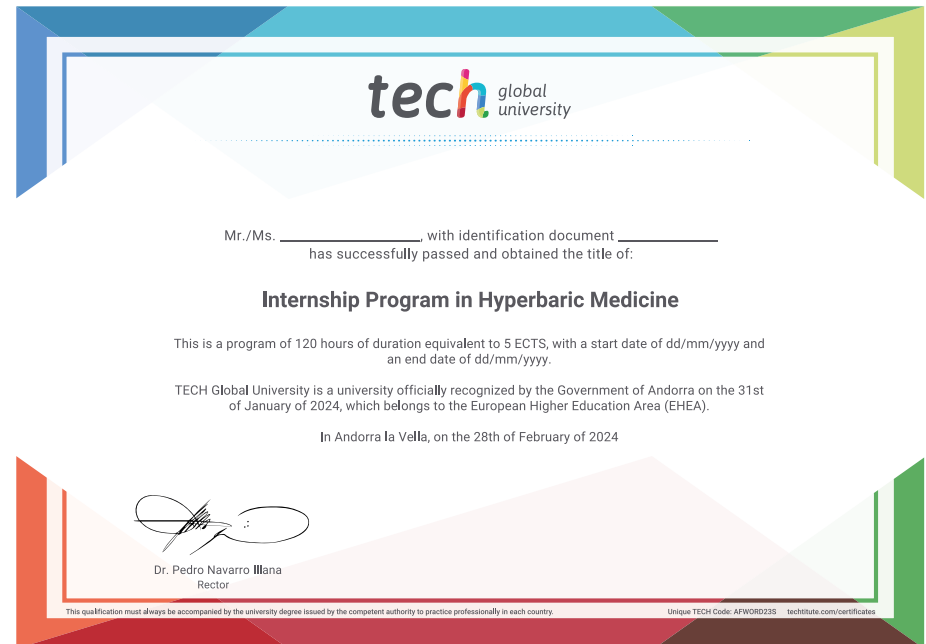 tech global university
Mr./Ms. ____________________, with identification document ______________
has successfully passed and obtained the title of:
Internship Program in Hyperbaric Medicine
This is a program of 120 hours of duration equivalent to 5 ECTS, with a start date of dd/mm/yyyy and
an end date of dd/mm/yyyy.
TECH Global University is a university officially recognized by the Government of Andorra on the 31st
of January of 2024, which belongs to the European Higher Education Area (EHEA).
In Andorra la Vella, on the 28th of February of 2024
Dr. Pedro Navarro Illana
Rector
This qualification must always be accompanied by the university degree issued by the competent authority to practice professionally in each country.
Unique TECH Code: AFWORD23S techtitute.com/certificates